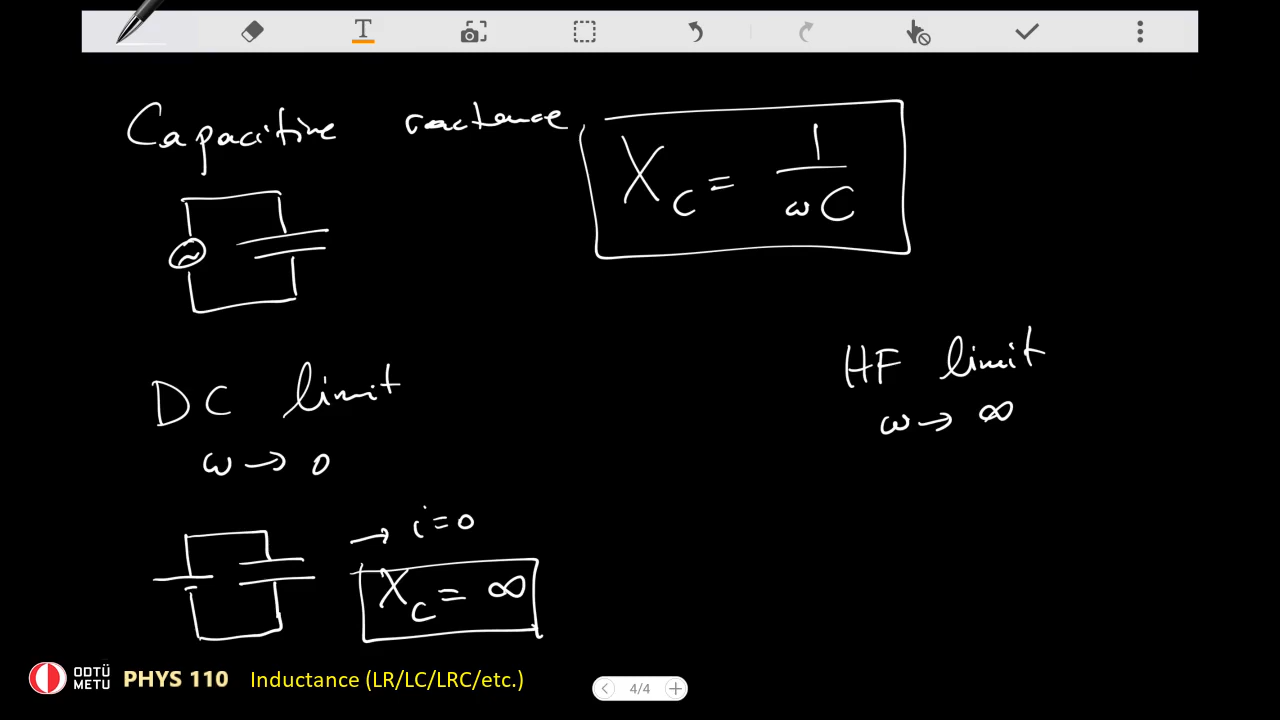 T
Capacitive reactance
X_C = 1/ωC
DC limit
ω → 0
→ i = 0
X_C = ∞
HF limit
ω → ∞
ODTÜ
METU
PHYS 110
Inductance (LR/LC/LRC/etc.)
4/4